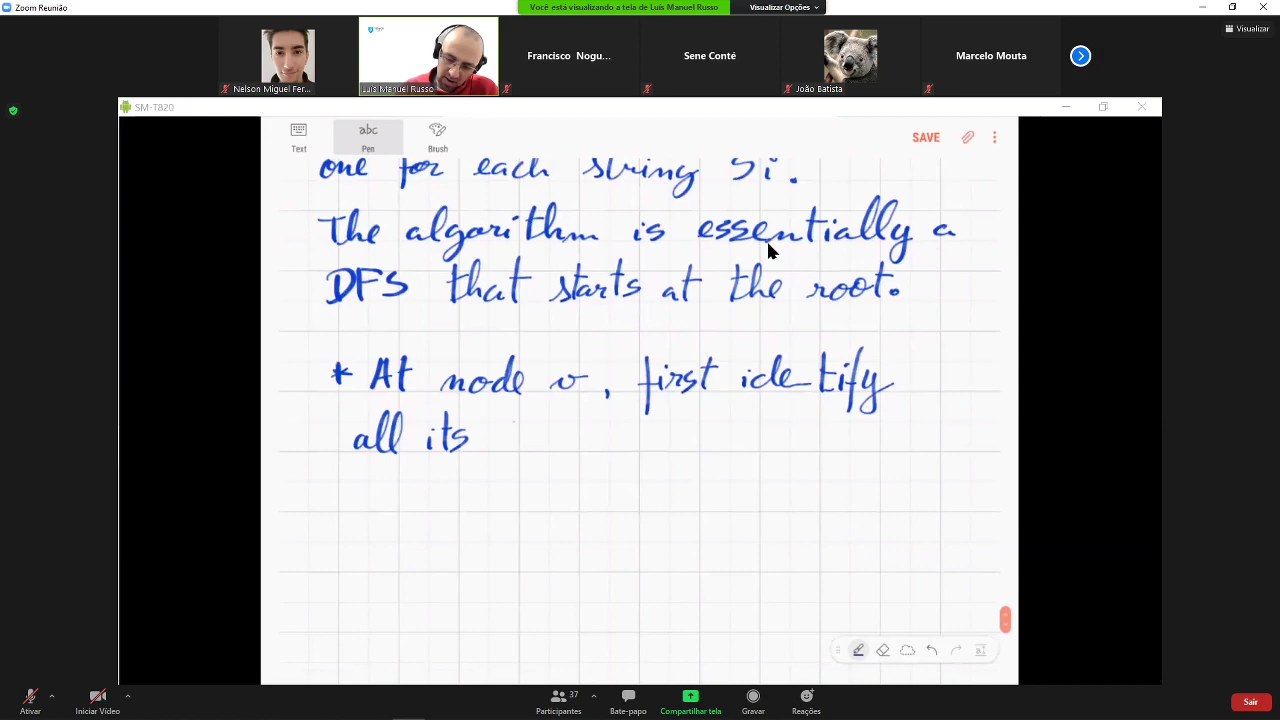 Zoom Reunião
Você está visualizando a tela de Luís Manuel Russo
Visualizar Opções
Visualizar
Nelson Miguel Fer...
Luís Manuel Russo
Francisco Nogu...
Sene Conté
João Batista
Marcelo Mouta
SM-T820
Text
abc
Pen
Brush
SAVE
one for each string Si.
The algorithm is essentially a
DFS that starts at the root.
* At node v, first identify
all its
Ativar
Iniciar Vídeo
37
Participantes
Bate-papo
Compartilhar tela
Gravar
Reações
Sair